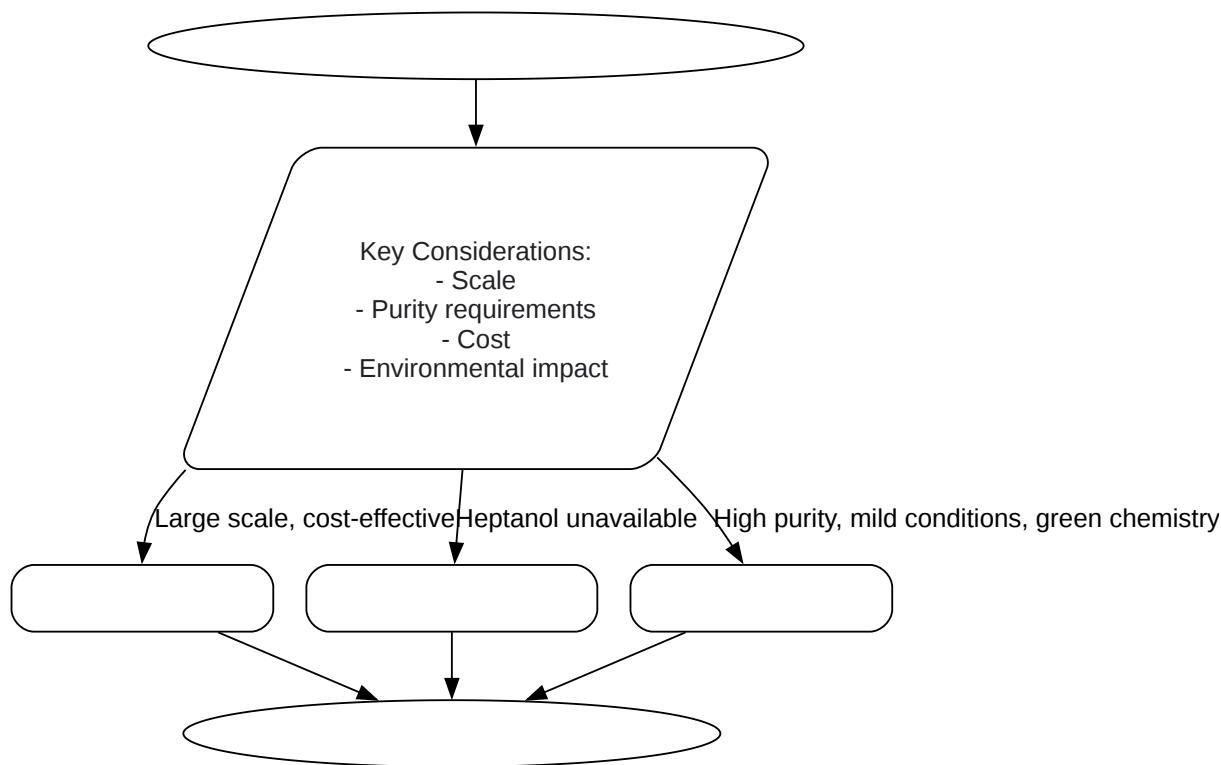 Key Considerations:
- Scale
- Purity requirements
- Cost
- Environmental impact
Large scale, cost-effective
Heptanol unavailable
High purity, mild conditions, green chemistry